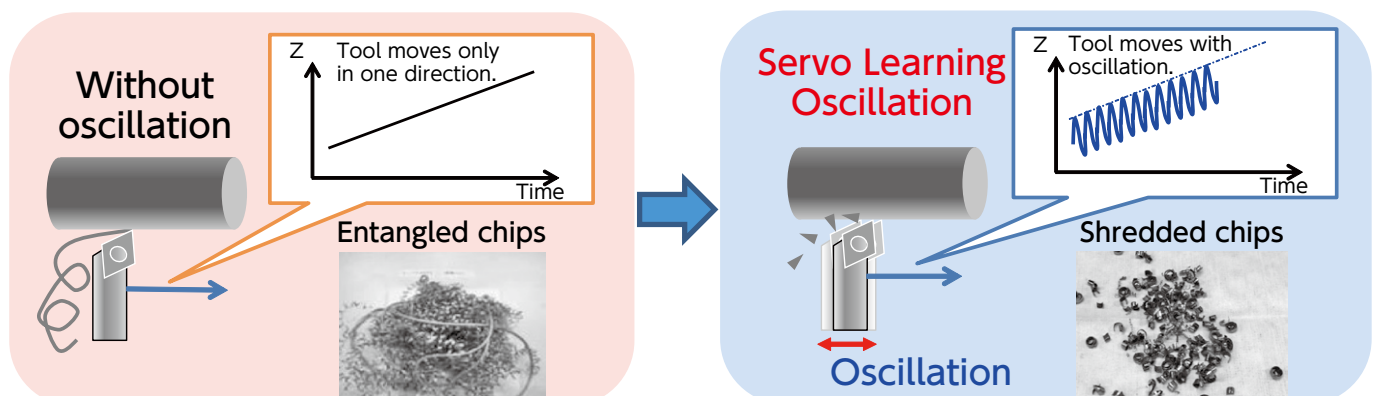 Without
oscillation
Z
Tool moves only
in one direction.
Time
Entangled chips
Servo Learning
Oscillation
Z
Tool moves with
oscillation.
Time
Shredded chips
Oscillation